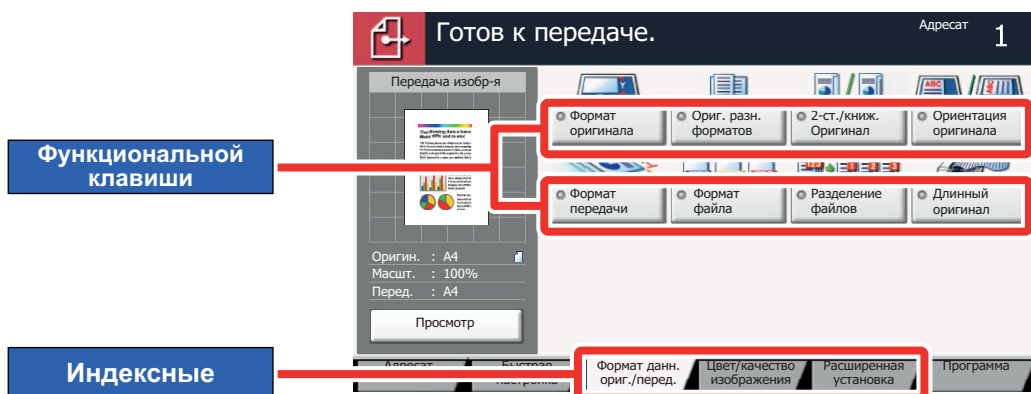 Готов к передаче.
Адресат 1
Передача изобр-я
Функциональной
клавиши
Формат
оригинала
Ориг. разн.
форматов
2-ст./книж.
Оригинал
Ориентация
оригинала
Формат
передачи
Формат
файла
Разделение
файлов
Длинный
оригинал
Оригин. : A4
Масшт. : 100%
Перед. : A4
Просмотр
Индексные
Адресат
Быстрая
настройка
Формат данн.
ориг./перед.
Цвет/качество
изображения
Расширенная
установка
Программа